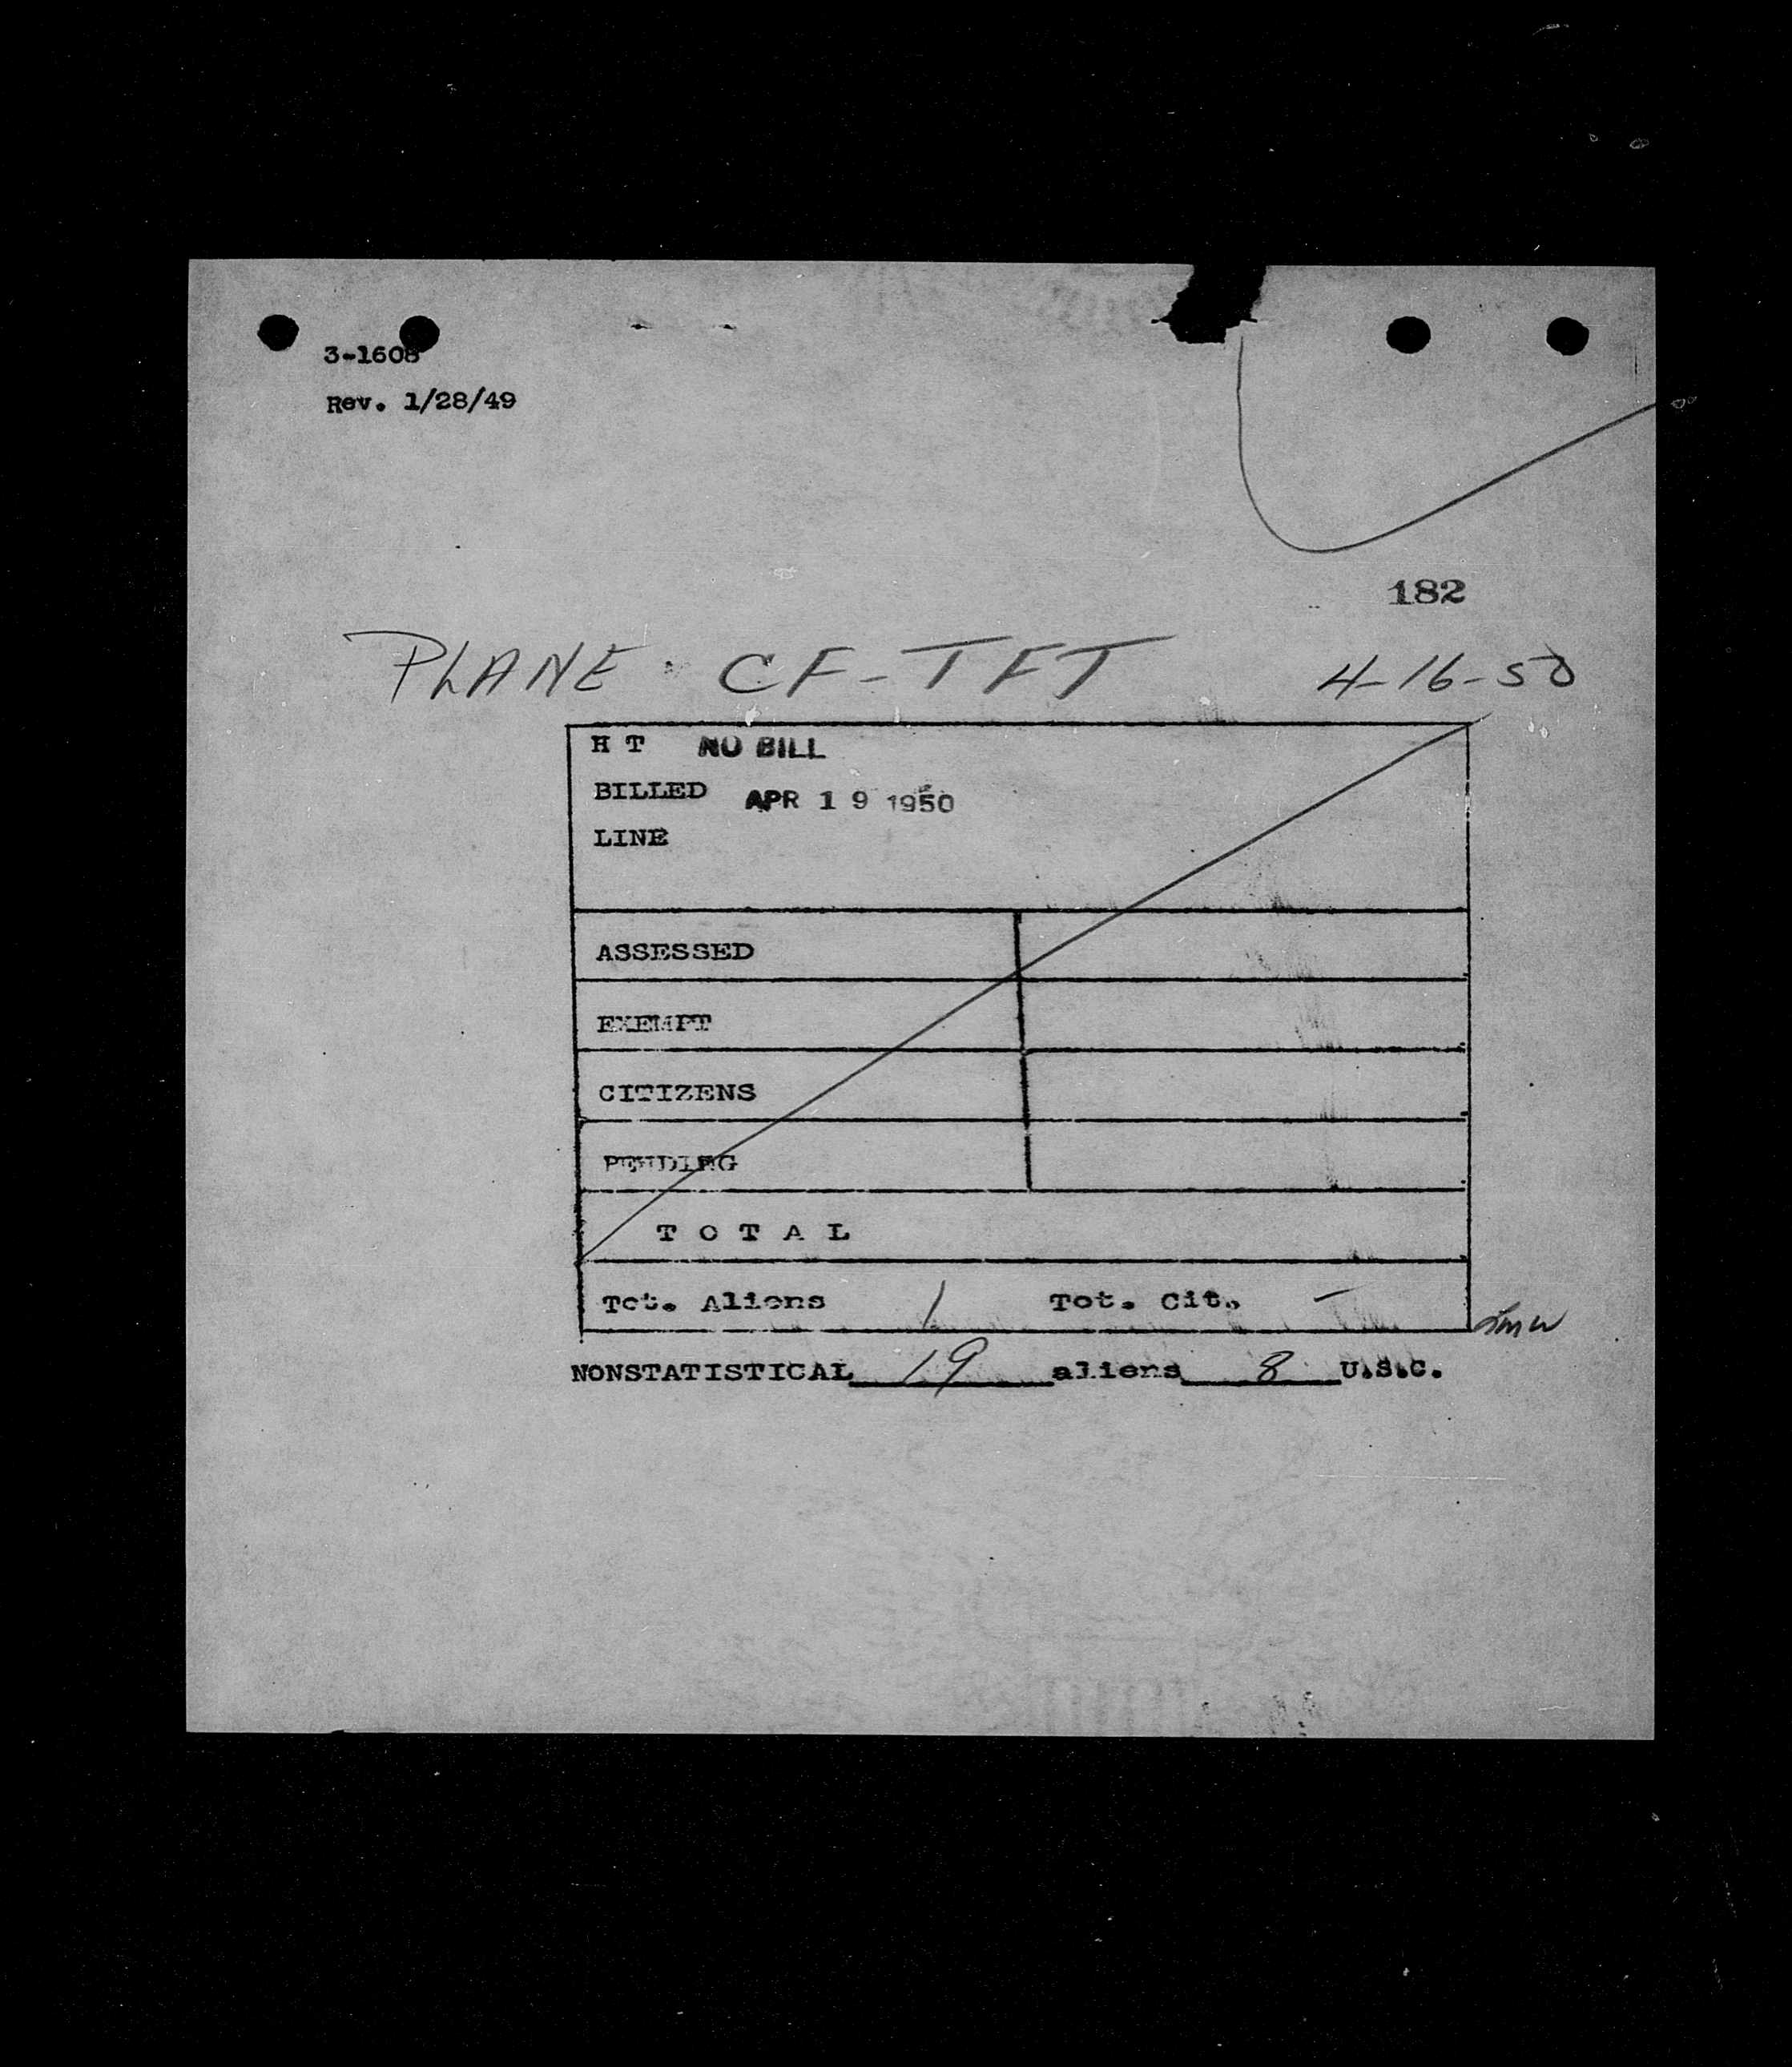 3-1608
Rev. 1/28/49
182
PLANE CF-TFT 4-16-50
H T NO BILL
BILLED APR 19 1950
LINE
ASSESSED
EXEMPT
CITIZENS
PENDING
T O T A L
Tot. Aliens 1 Tot. Cit. -
NONSTATISTICAL 19 aliens 8 U.S.C.